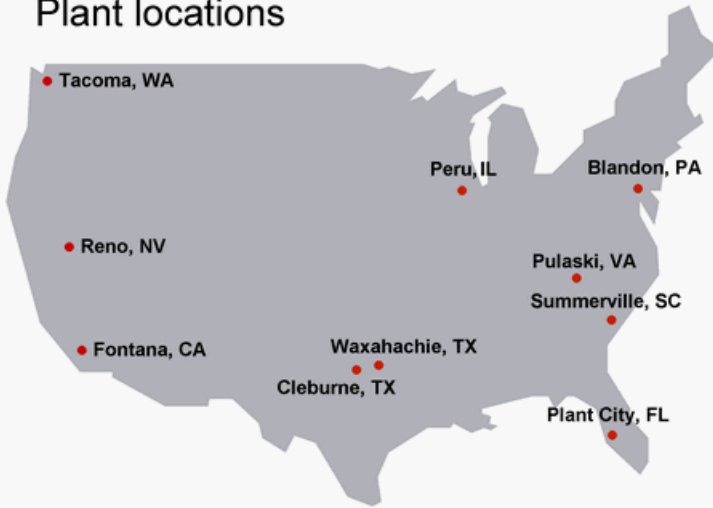 Plant locations
Tacoma, WA
Peru, IL
Blandon, PA
Reno, NV
Pulaski, VA
Summerville, SC
Fontana, CA
Waxahachie, TX
Cleburne, TX
Plant City, FL